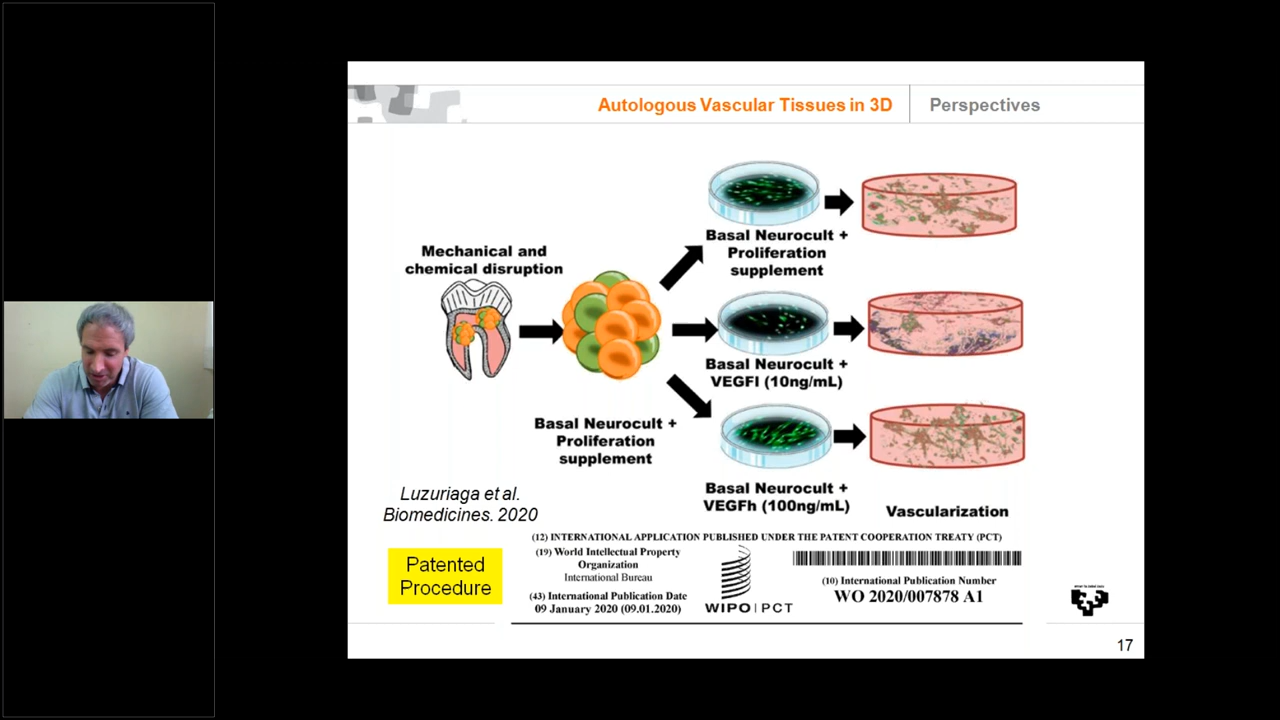 Autologous Vascular Tissues in 3D
Perspectives
Mechanical and
chemical disruption
Basal Neurocult +
Proliferation
supplement
Basal Neurocult +
Proliferation
supplement
Basal Neurocult +
VEGFl (10ng/mL)
Basal Neurocult +
VEGFh (100ng/mL)
Vascularization
Luzuriaga et al.
Biomedicines. 2020
Patented
Procedure
(12) INTERNATIONAL APPLICATION PUBLISHED UNDER THE PATENT COOPERATION TREATY (PCT)
(19) World Intellectual Property
Organization
International Bureau
(43) International Publication Date
09 January 2020 (09.01.2020)
WIPO | PCT
(10) International Publication Number
WO 2020/007878 A1
17